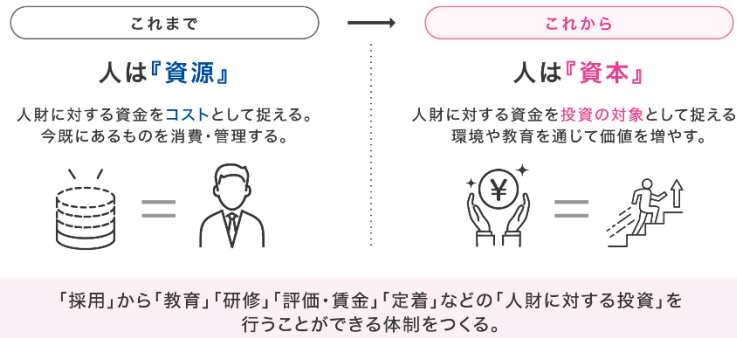 これまで
これから
人は『資源』
人財に対する資金をコストとして捉える。
今既にあるものを消費・管理する。
人は『資本』
人財に対する資金を投資の対象として捉える
環境や教育を通じて価値を増やす。
¥
「採用」から「教育」「研修」「評価・賃金」「定着」などの「人財に対する投資」を
行うことができる体制をつくる。